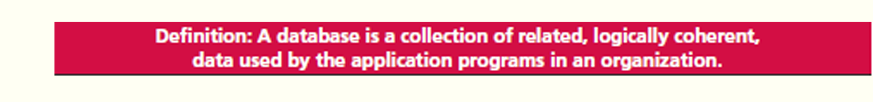 Definition: A database is a collection of related, logically coherent,
data used by the application programs in an organization.